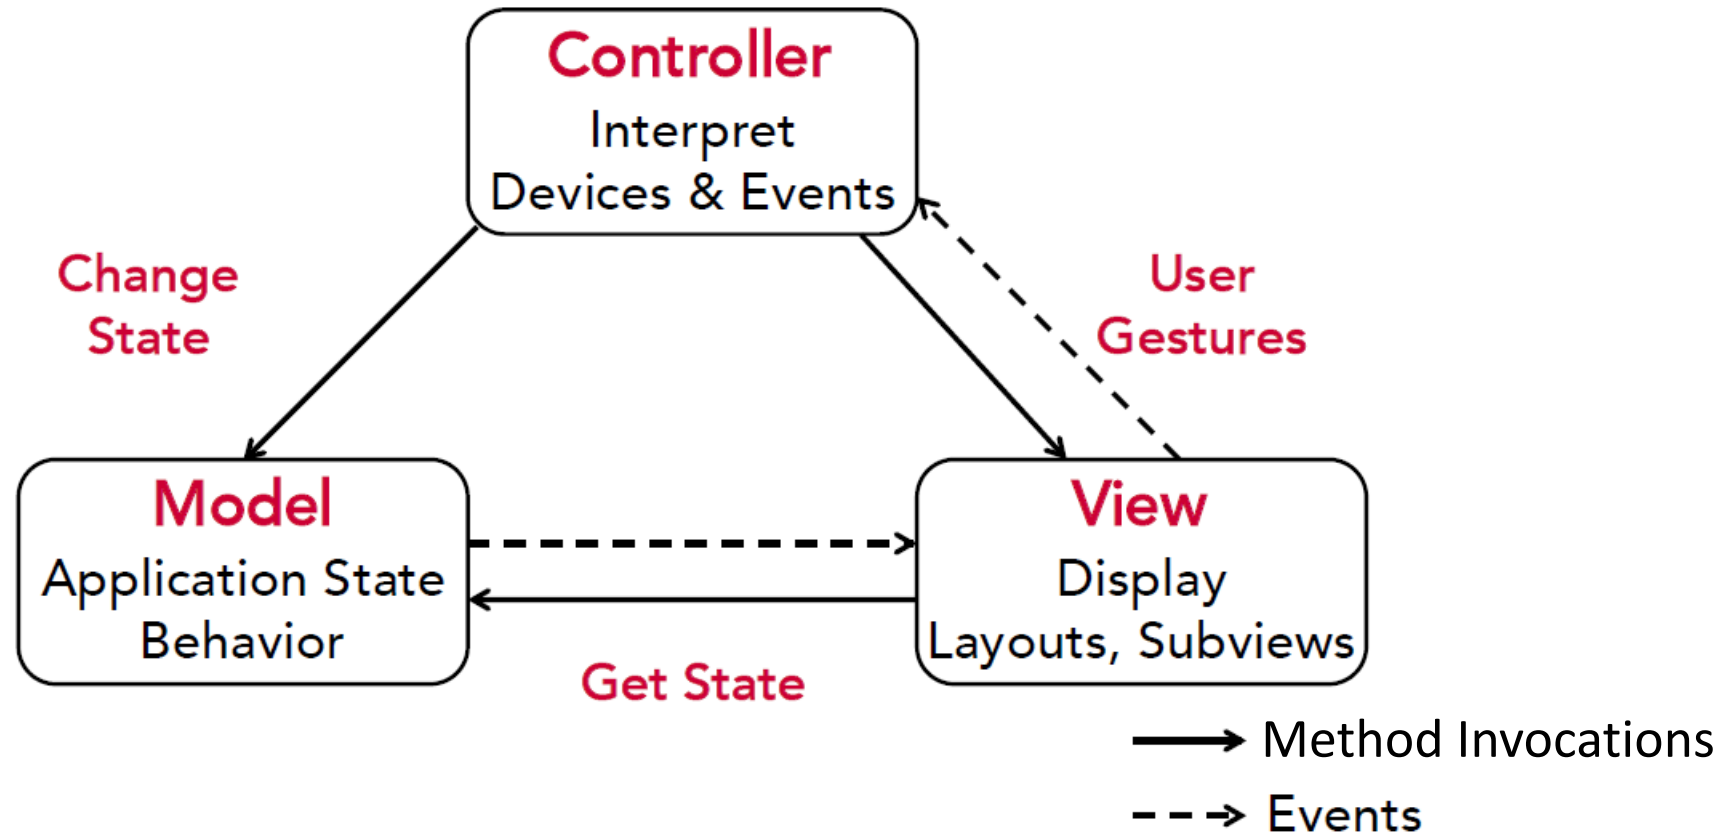 Controller
Interpret
Devices & Events
Change
State
User
Gestures
Model
Application State
Behavior
View
Display
Layouts, Subviews
Get State
Method Invocations
Events